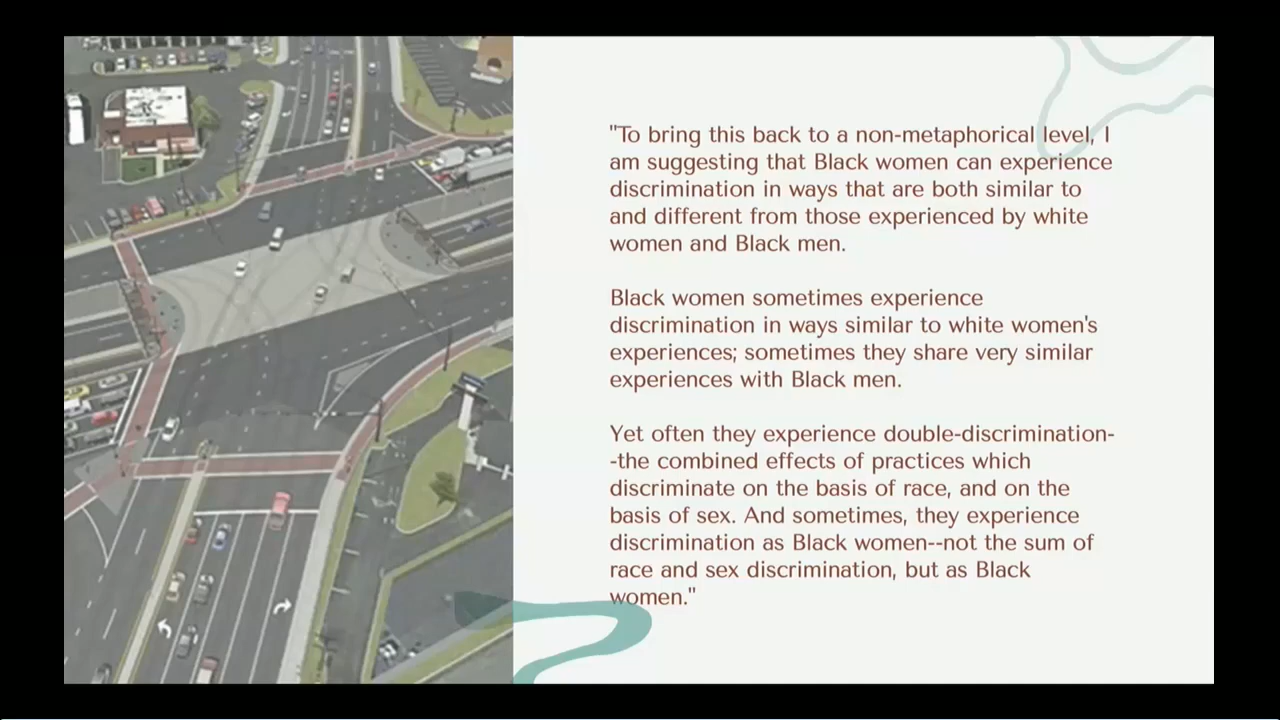 "To bring this back to a non-metaphorical level, I
am suggesting that Black women can experience
discrimination in ways that are both similar to
and different from those experienced by white
women and Black men.
Black women sometimes experience
discrimination in ways similar to white women's
experiences; sometimes they share very similar
experiences with Black men.
Yet often they experience double-discrimination-
-the combined effects of practices which
discriminate on the basis of race, and on the
basis of sex. And sometimes, they experience
discrimination as Black women--not the sum of
race and sex discrimination, but as Black
women."